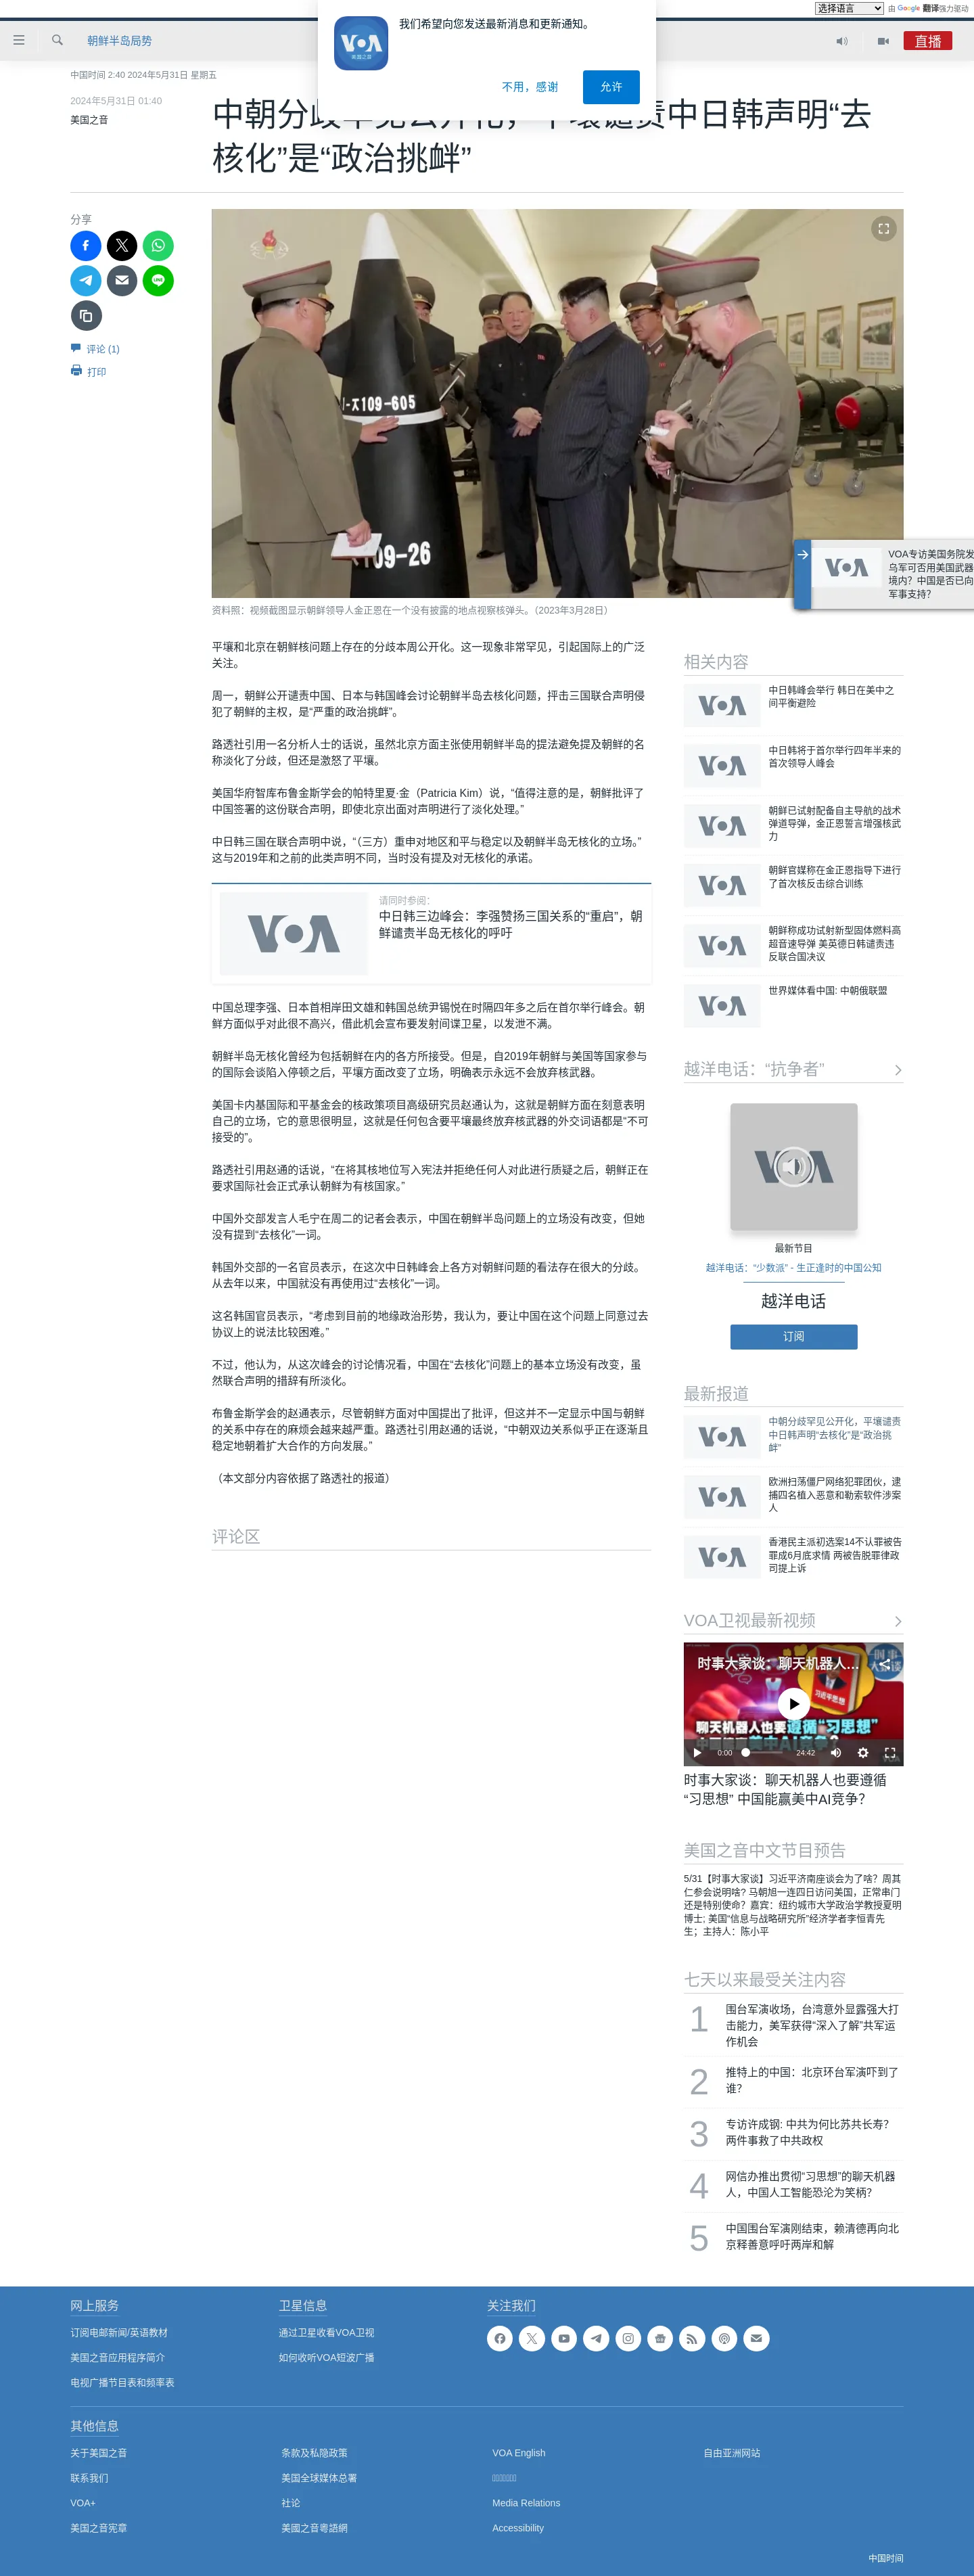 选择语言 由 Google 翻译强力驱动
我们希望向您发送最新消息和更新通知。
不用，感谢
允许
朝鲜半岛局势
直播
中国时间 2:40 2024年5月31日 星期五
2024年5月31日 01:40
美国之音
责中日韩声明“去
核化”是“政治挑衅”
分享
评论 (1)
打印
109-605
09-26
资料照：视频截图显示朝鲜领导人金正恩在一个没有披露的地点视察核弹头。（2023年3月28日）
VOA专访美国务院发
乌军可否用美国武器
境内？中国是否已向
军事支持？
平壤和北京在朝鲜核问题上存在的分歧本周公开化。这一现象非常罕见，引起国际上的广泛
关注。
周一，朝鲜公开谴责中国、日本与韩国峰会讨论朝鲜半岛去核化问题，抨击三国联合声明侵
犯了朝鲜的主权，是“严重的政治挑衅”。
路透社引用一名分析人士的话说，虽然北京方面主张使用朝鲜半岛的提法避免提及朝鲜的名
称淡化了分歧，但还是激怒了平壤。
美国华府智库布鲁金斯学会的帕特里夏·金（Patricia Kim）说，“值得注意的是，朝鲜批评了
中国签署的这份联合声明，即使北京出面对声明进行了淡化处理。”
中日韩三国在联合声明中说，“（三方）重申对地区和平与稳定以及朝鲜半岛无核化的立场。”
这与2019年和之前的此类声明不同，当时没有提及对无核化的承诺。
VOA
请同时参阅：
中日韩三边峰会：李强赞扬三国关系的“重启”，朝
鲜谴责半岛无核化的呼吁
中国总理李强、日本首相岸田文雄和韩国总统尹锡悦在时隔四年多之后在首尔举行峰会。朝
鲜方面似乎对此很不高兴，借此机会宣布要发射间谍卫星，以发泄不满。
朝鲜半岛无核化曾经为包括朝鲜在内的各方所接受。但是，自2019年朝鲜与美国等国家参与
的国际会谈陷入停顿之后，平壤方面改变了立场，明确表示永远不会放弃核武器。
美国卡内基国际和平基金会的核政策项目高级研究员赵通认为，这就是朝鲜方面在刻意表明
自己的立场，它的意思很明显，这就是任何包含要平壤最终放弃核武器的外交词语都是“不可
接受的”。
路透社引用赵通的话说，“在将其核地位写入宪法并拒绝任何人对此进行质疑之后，朝鲜正在
要求国际社会正式承认朝鲜为有核国家。”
中国外交部发言人毛宁在周二的记者会表示，中国在朝鲜半岛问题上的立场没有改变，但她
没有提到“去核化”一词。
韩国外交部的一名官员表示，在这次中日韩峰会上各方对朝鲜问题的看法存在很大的分歧。
从去年以来，中国就没有再使用过“去核化”一词。
这名韩国官员表示，“考虑到目前的地缘政治形势，我认为，要让中国在这个问题上同意过去
协议上的说法比较困难。”
不过，他认为，从这次峰会的讨论情况看，中国在“去核化”问题上的基本立场没有改变，虽
然联合声明的措辞有所淡化。
布鲁金斯学会的赵通表示，尽管朝鲜方面对中国提出了批评，但这并不一定显示中国与朝鲜
的关系中存在的麻烦会越来越严重。路透社引用赵通的话说，“中朝双边关系似乎正在逐渐且
稳定地朝着扩大合作的方向发展。”
（本文部分内容依据了路透社的报道）
评论区
相关内容
中日韩峰会举行 韩日在美中之
间平衡避险
中日韩将于首尔举行四年半来的
首次领导人峰会
朝鲜已试射配备自主导航的战术
弹道导弹，金正恩誓言增强核武
力
朝鲜官媒称在金正恩指导下进行
了首次核反击综合训练
朝鲜称成功试射新型固体燃料高
超音速导弹 美英德日韩谴责违
反联合国决议
世界媒体看中国: 中朝俄联盟
越洋电话：“抗争者”
最新节目
越洋电话：“少数派” - 生正逢时的中国公知
越洋电话
订阅
最新报道
中朝分歧罕见公开化，平壤谴责
中日韩声明“去核化”是“政治挑
衅”
欧洲扫荡僵尸网络犯罪团伙，逮
捕四名植入恶意和勒索软件涉案
人
香港民主派初选案14不认罪被告
罪成6月底求情 两被告脱罪律政
司提上诉
VOA卫视最新视频
时事大家谈：聊天机器人…
聊天机器人也要遵循“习思想”
0:00
24:42
时事大家谈：聊天机器人也要遵循
“习思想” 中国能赢美中AI竞争？
美国之音中文节目预告
5/31【时事大家谈】习近平济南座谈会为了啥？周其
仁参会说明啥？马朝旭一连四日访问美国，正常串门
还是特别使命？嘉宾：纽约城市大学政治学教授夏明
博士; 美国“信息与战略研究所”经济学者李恒青先
生；主持人：陈小平
七天以来最受关注内容
1
围台军演收场，台湾意外显露强大打
击能力，美军获得“深入了解”共军运
作机会
2
推特上的中国：北京环台军演吓到了
谁？
3
专访许成钢: 中共为何比苏共长寿？
两件事救了中共政权
4
网信办推出贯彻“习思想”的聊天机器
人，中国人工智能恐沦为笑柄？
5
中国围台军演刚结束，赖清德再向北
京释善意呼吁两岸和解
网上服务
订阅电邮新闻/英语教材
美国之音应用程序简介
电视广播节目表和频率表
卫星信息
通过卫星收看VOA卫视
如何收听VOA短波广播
关注我们
其他信息
关于美国之音
联系我们
VOA+
美国之音宪章
条款及私隐政策
美国全球媒体总署
社论
美國之音粵語網
VOA English
Media Relations
Accessibility
自由亚洲网站
中国时间